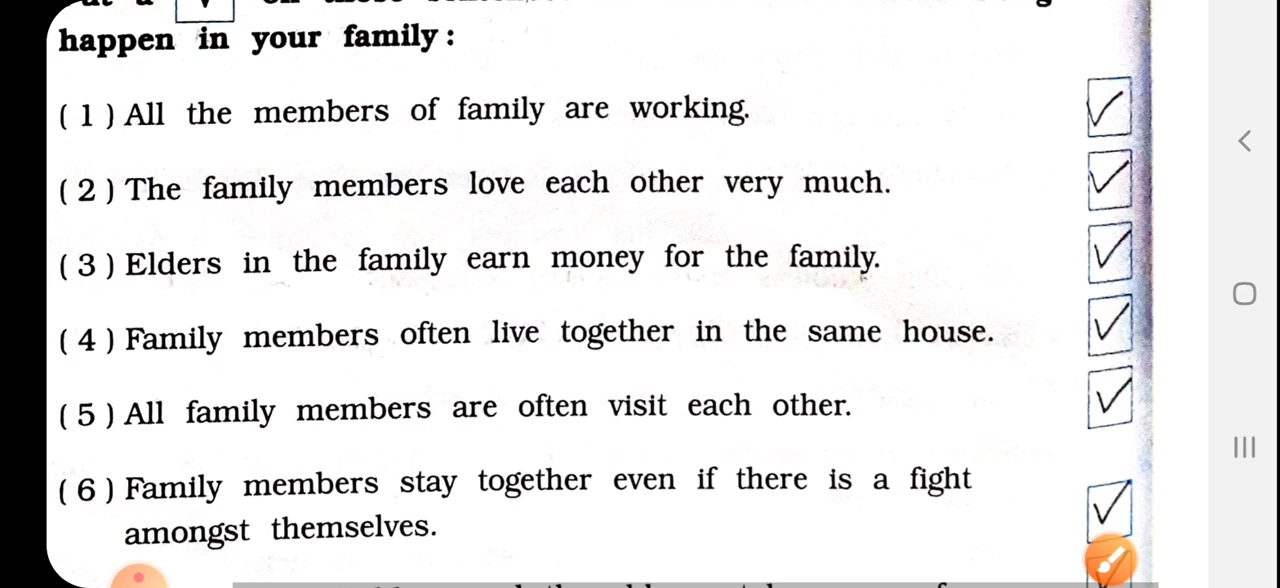 happen in your family :
( 1 ) All the members of family are working.
( 2 ) The family members love each other very much.
( 3 ) Elders in the family earn money for the family.
( 4 ) Family members often live together in the same house.
( 5 ) All family members are often visit each other.
( 6 ) Family members stay together even if there is a fight
amongst themselves.